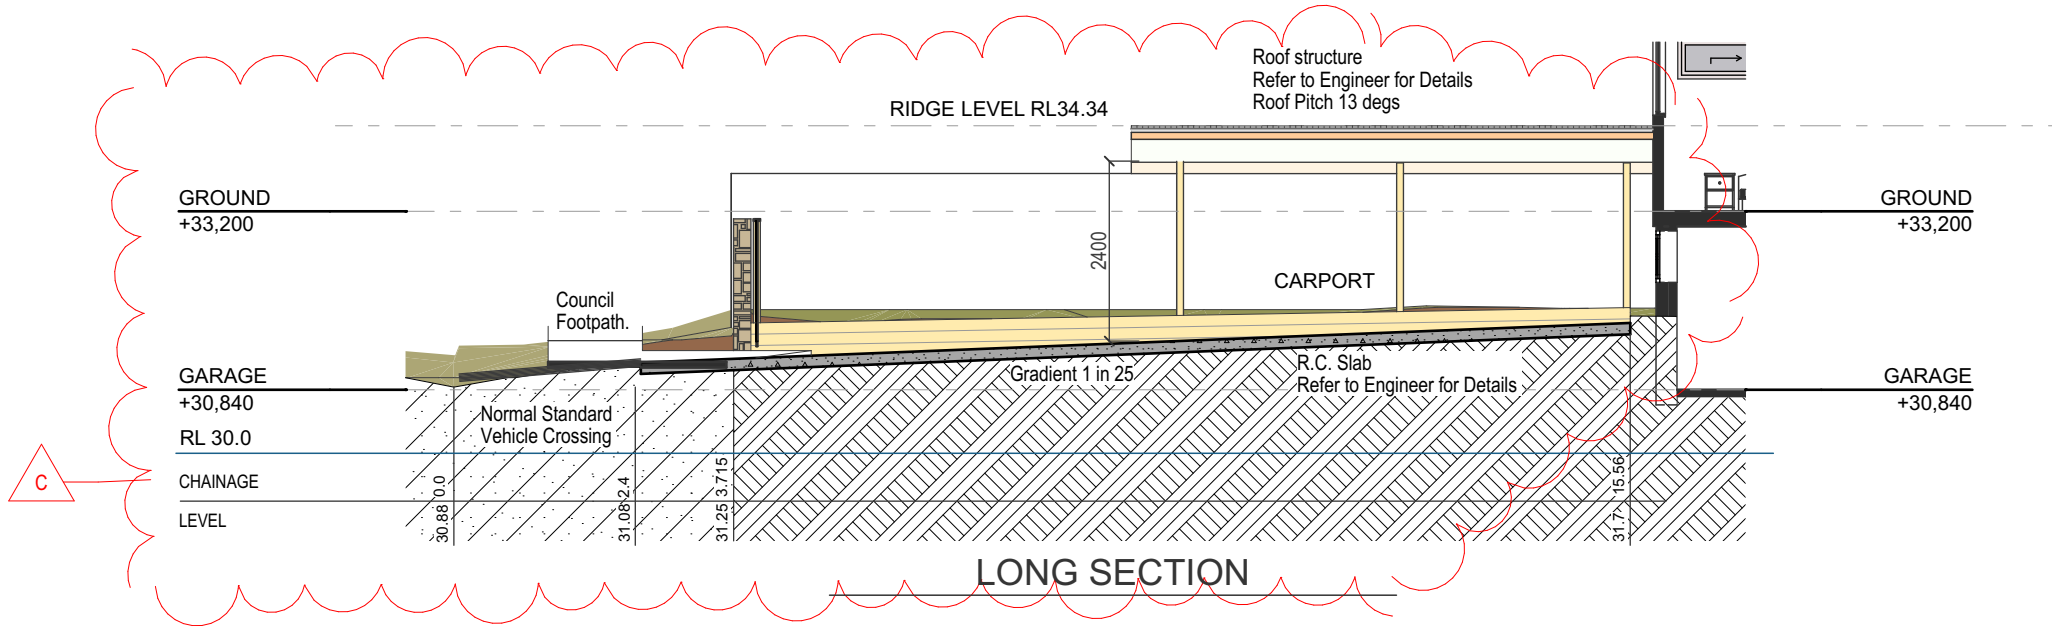 Roof structure
Refer to Engineer for Details
Roof Pitch 13 degs
RIDGE LEVEL RL34.34
GROUND
+33,200
GROUND
+33,200
2400
CARPORT
Council
Footpath.
GARAGE
+30,840
Gradient 1 in 25
R.C. Slab
Refer to Engineer for Details
GARAGE
+30,840
Normal Standard
Vehicle Crossing
RL 30.0
C
CHAINAGE
LEVEL
30.88 0.0
31.08 2.4
31.25 3.715
31.7 15.56
LONG SECTION